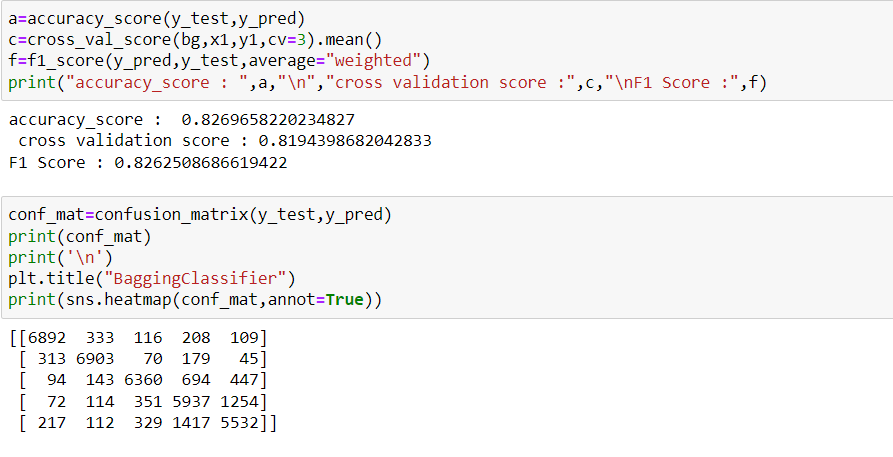 a=accuracy_score(y_test,y_pred)
c=cross_val_score(bg,x1,y1,cv=3).mean()
f=f1_score(y_pred,y_test,average="weighted")
print("accuracy_score : ",a,"\n","cross validation score :",c,"\nF1 Score :",f)
accuracy_score :  0.8269658220234827
 cross validation score : 0.8194398682042833
F1 Score : 0.8262508686619422
conf_mat=confusion_matrix(y_test,y_pred)
print(conf_mat)
print('\n')
plt.title("BaggingClassifier")
print(sns.heatmap(conf_mat,annot=True))
[[6892  333  116  208  109]
 [ 313 6903   70  179   45]
 [  94  143 6360  694  447]
 [  72  114  351 5937 1254]
 [ 217  112  329 1417 5532]]